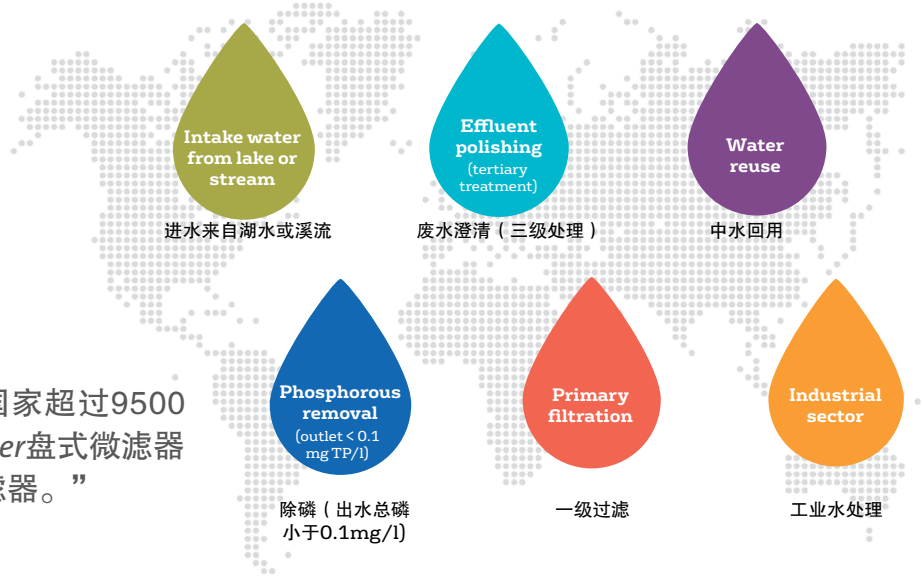 Intake water
from lake or
stream
进水来自湖水或溪流
Effluent
polishing
(tertiary
treatment)
废水澄清（三级处理）
Water
reuse
中水回用
国家超过9500
er盘式微滤器
滤器。”
Phosphorous
removal
(outlet < 0.1
mg TP/l)
除磷（出水总磷
小于0.1mg/l)
Primary
filtration
一级过滤
Industrial
sector
工业水处理